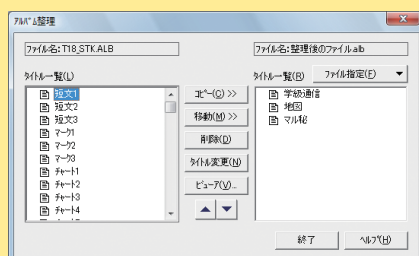 ｱﾙﾊﾞﾑ整理
ﾌｧｲﾙ名:T18_STK.ALB
ﾌｧｲﾙ名:整理後のﾌｧｲﾙ.alb
ﾀｲﾄﾙ一覧(L)
ﾀｲﾄﾙ一覧(R)
ﾌｧｲﾙ指定(F)
短文1
短文2
短文3
ﾏｰｸ1
ﾏｰｸ2
ﾏｰｸ3
ﾁｬｰﾄ1
ﾁｬｰﾄ2
ﾁｬｰﾄ3
ﾁｬｰﾄ4
ｺﾋﾟｰ(C) >>
移動(M) >>
削除(D)
ﾀｲﾄﾙ変更(N)
ﾋﾞｭｰｱ(V)...
学級通信
地図
マル秘
終了
ﾍﾙﾌﾟ(H)